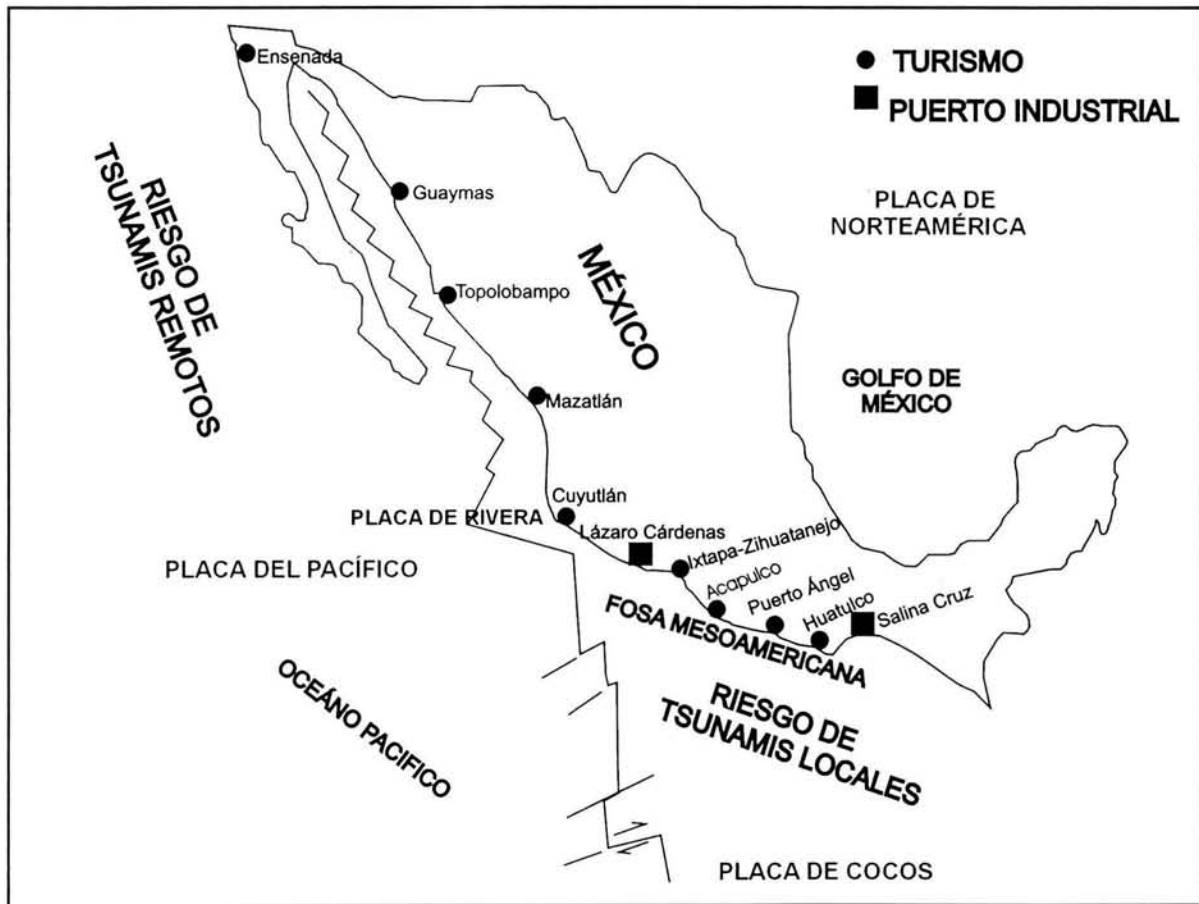 Ensenada
TURISMO
PUERTO INDUSTRIAL
RIESGO DE
TSUNAMIS REMOTOS
Guaymas
PLACA DE
NORTEAMÉRICA
MÉXICO
Topolobampo
GOLFO DE
MÉXICO
Mazatlán
Cuyutlán
PLACA DE RIVERA
Lázaro Cárdenas
Ixtapa-Zihuatanejo
PLACA DEL PACÍFICO
Acapulco
Puerto Ángel
Huatulco
Salina Cruz
FOSA MESOAMERICANA
OCEÁNO PACIFICO
RIESGO DE
TSUNAMIS LOCALES
PLACA DE COCOS